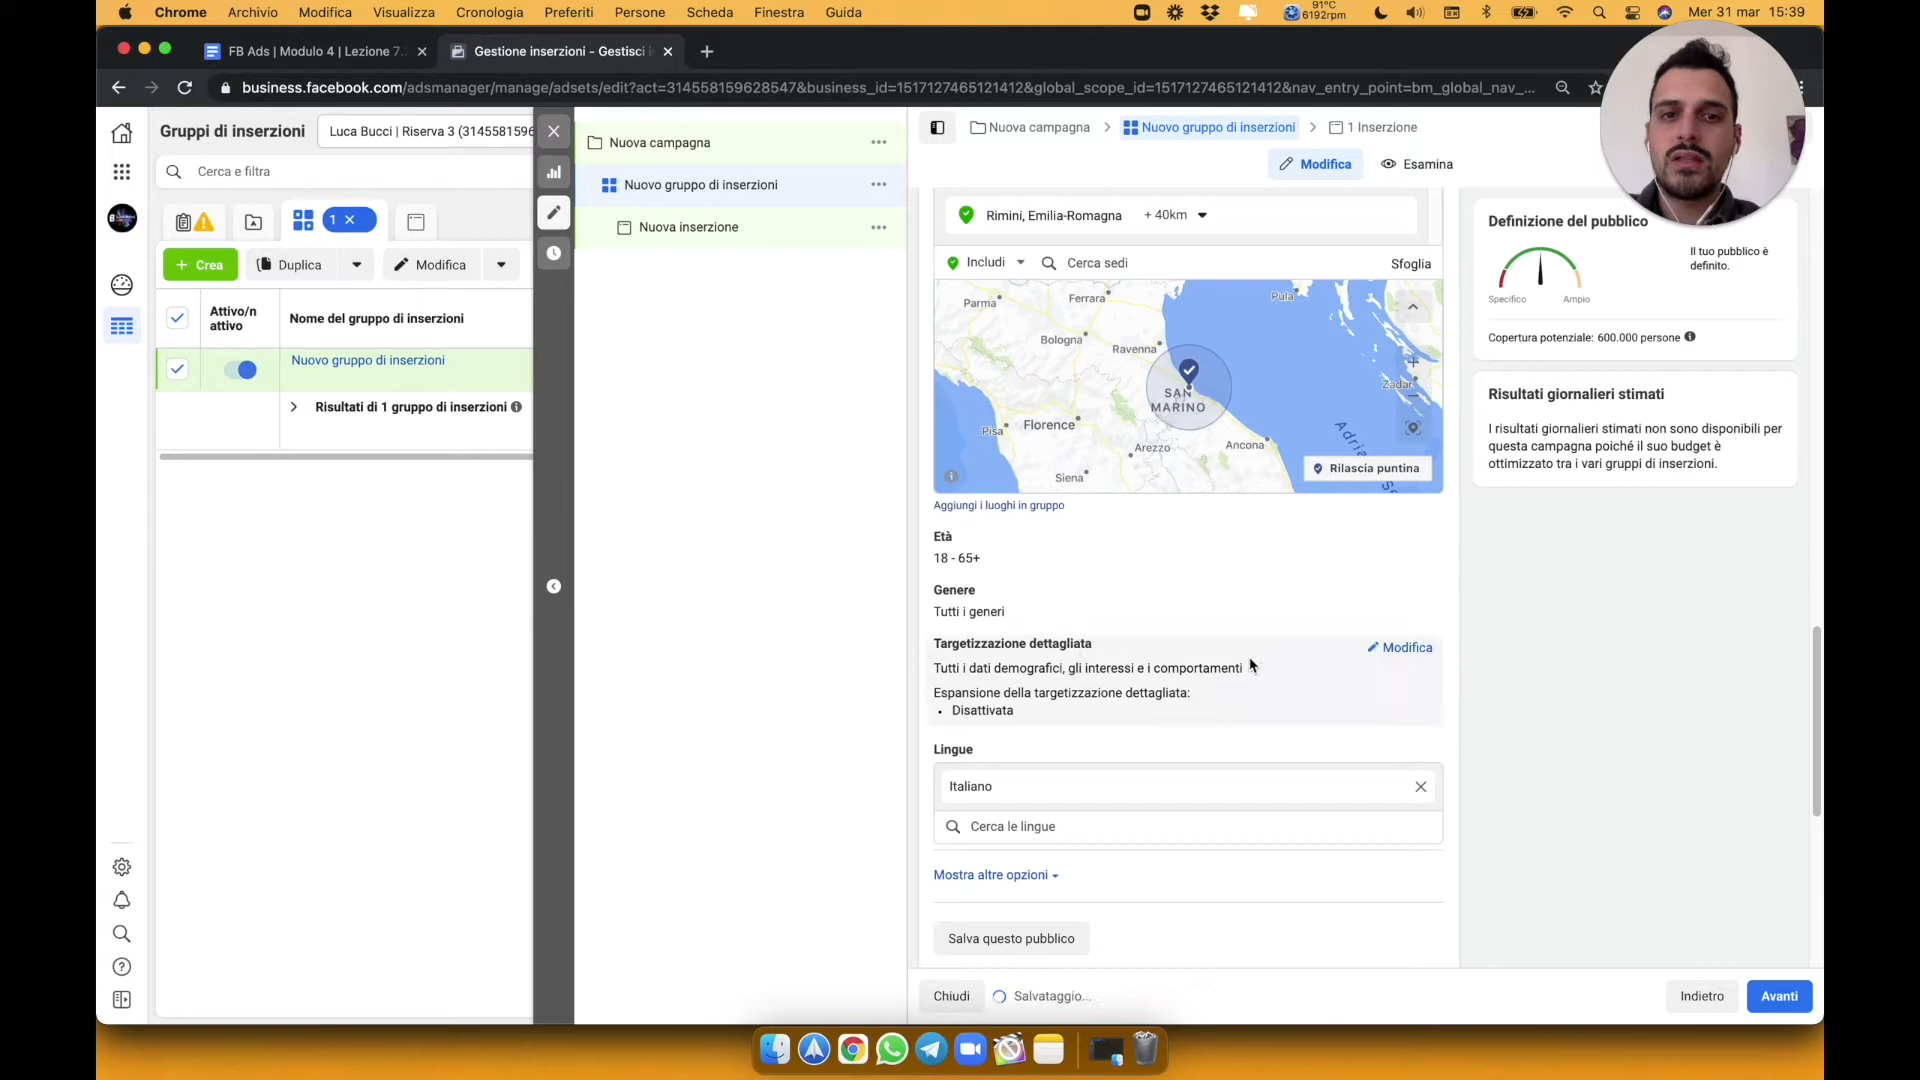 Chrome Archivio Modifica Visualizza Cronologia Preferiti Persone Scheda Finestra Guida
91°C
6192rpm
Mer 31 mar 15:39
FB Ads | Modulo 4 | Lezione 7.
Gestione inserzioni - Gestisci i
business.facebook.com/adsmanager/manage/adsets/edit?act=314558159628547&business_id=1517127465121412&global_scope_id=1517127465121412&nav_entry_point=bm_global_nav_...
Gruppi di inserzioni
Luca Bucci | Riserva 3 (3145581596
Cerca e filtra
1
Crea
Duplica
Modifica
Attivo/n
attivo
Nome del gruppo di inserzioni
Nuovo gruppo di inserzioni
Risultati di 1 gruppo di inserzioni
Nuova campagna
Nuovo gruppo di inserzioni
Nuova inserzione
Nuova campagna
Nuovo gruppo di inserzioni
1 Inserzione
Modifica
Esamina
Rimini, Emilia-Romagna + 40km
Includi
Cerca sedi
Sfoglia
Parma
Ferrara
Pula
Bologna
Ravenna
Zadar
SAN
MARINO
Florence
Pisa
Arezzo
Ancona
Siena
Adria
Rilascia puntina
Aggiungi i luoghi in gruppo
Età
18 - 65+
Genere
Tutti i generi
Targetizzazione dettagliata
Modifica
Tutti i dati demografici, gli interessi e i comportamenti
Espansione della targetizzazione dettagliata:
• Disattivata
Lingue
Italiano
Cerca le lingue
Mostra altre opzioni
Salva questo pubblico
Chiudi
Salvataggio...
Indietro
Avanti
Definizione del pubblico
Il tuo pubblico è
definito.
Specifico
Ampio
Copertura potenziale: 600.000 persone
Risultati giornalieri stimati
I risultati giornalieri stimati non sono disponibili per
questa campagna poiché il suo budget è
ottimizzato tra i vari gruppi di inserzioni.